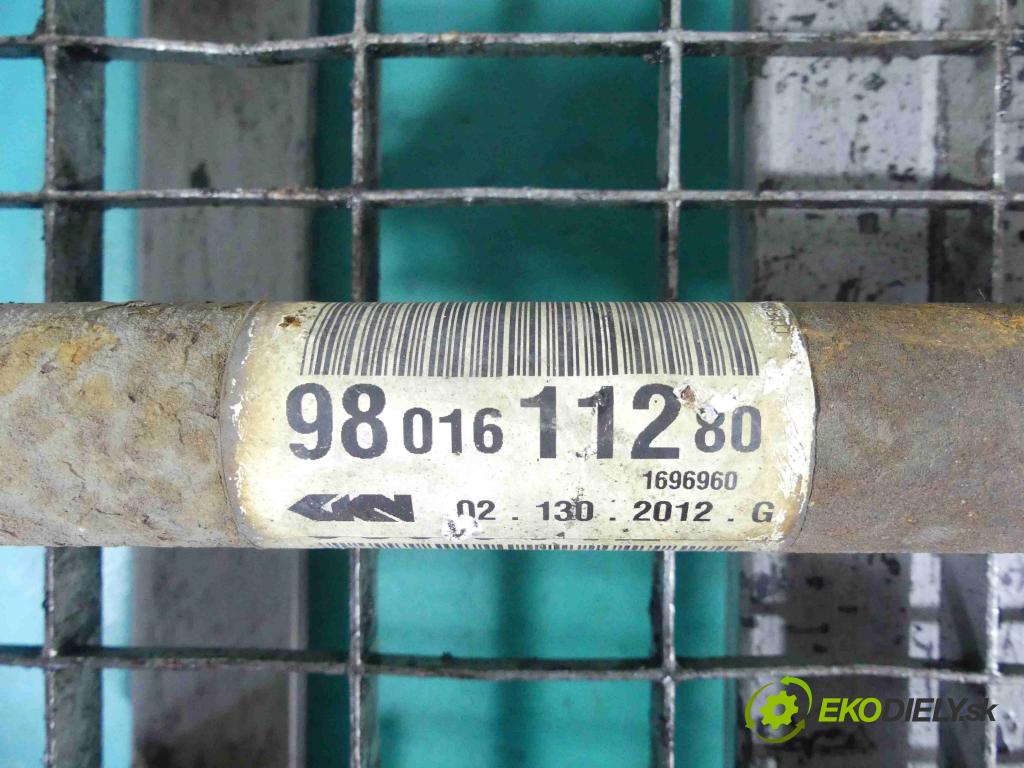 98 016 112 80
1696960
GKN 02 . 130 . 2012 . G
EKODIELY.sk